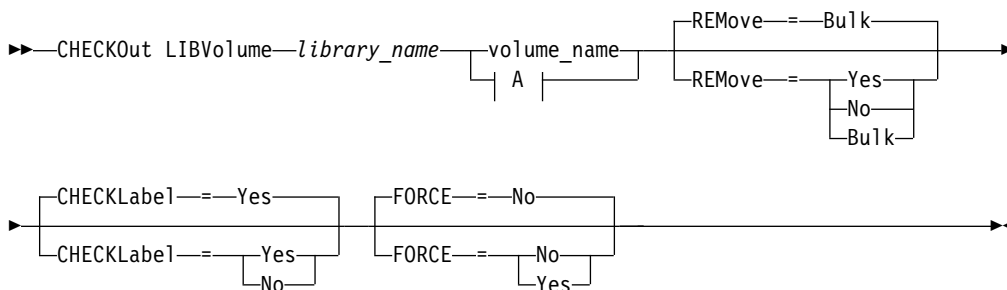 REMove = Bulk
CHECKOut LIBVolume library_name volume_name
A
REMove = Yes
No
Bulk
CHECKLabel = Yes
FORCE = No
CHECKLabel = Yes
No
FORCE = No
Yes